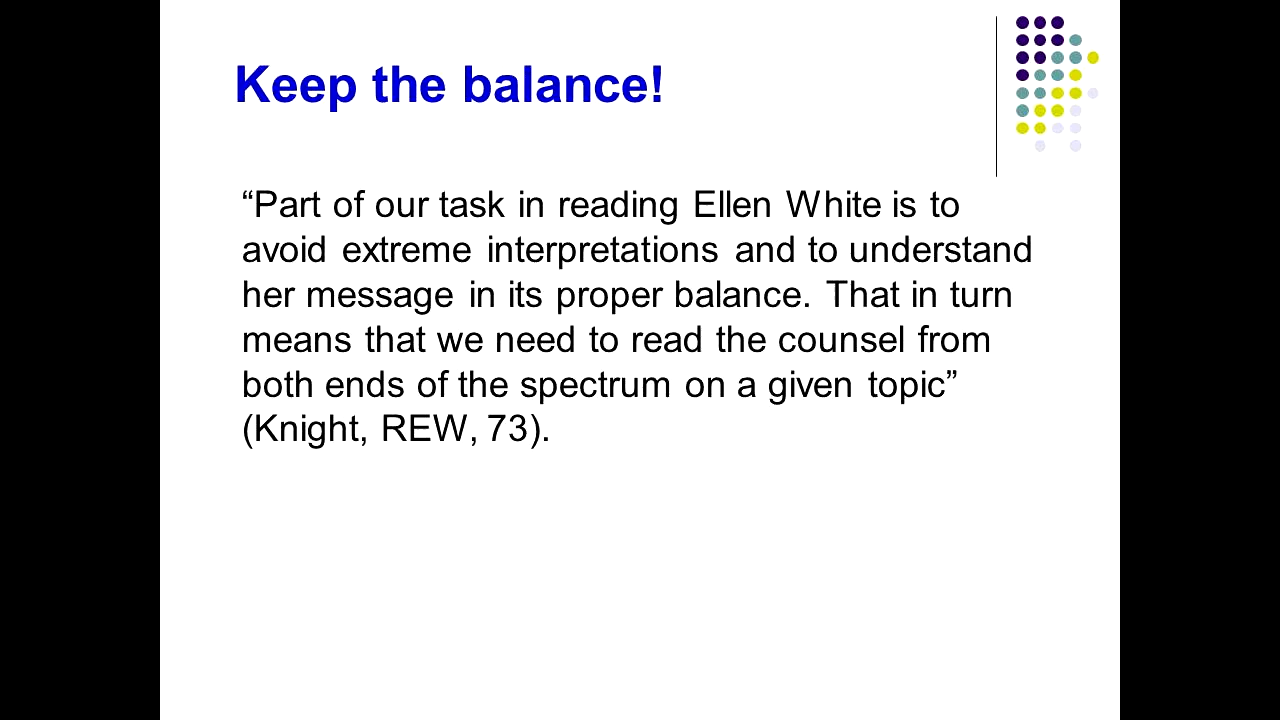 Keep the balance!
“Part of our task in reading Ellen White is to
avoid extreme interpretations and to understand
her message in its proper balance. That in turn
means that we need to read the counsel from
both ends of the spectrum on a given topic”
(Knight, REW, 73).